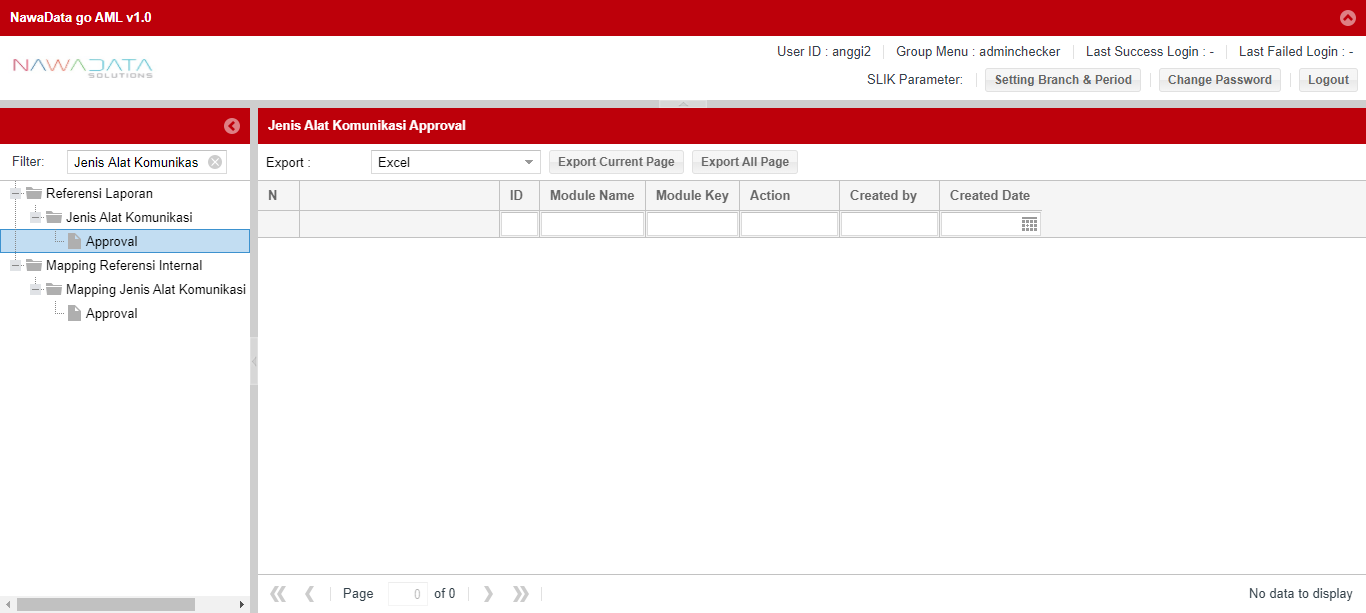 NawaData go AML v1.0
NAWADATA
SOLUTIONS
User ID : anggi2 Group Menu : adminchecker Last Success Login : - Last Failed Login : -
SLIK Parameter: Setting Branch & Period Change Password Logout
Jenis Alat Komunikasi Approval
Filter: Jenis Alat Komunikas
Export : Excel Export Current Page Export All Page
Referensi Laporan
Jenis Alat Komunikasi
Approval
Mapping Referensi Internal
Mapping Jenis Alat Komunikasi
Approval
N ID Module Name Module Key Action Created by Created Date
Page 0 of 0 No data to display